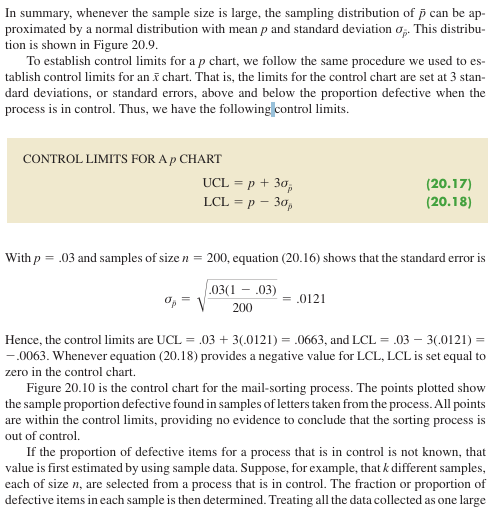 In summary, whenever the sample size is large, the sampling distribution of p̄ can be ap-
proximated by a normal distribution with mean p and standard deviation σp̄. This distribu-
tion is shown in Figure 20.9.
To establish control limits for a p chart, we follow the same procedure we used to es-
tablish control limits for an x̄ chart. That is, the limits for the control chart are set at 3 stan-
dard deviations, or standard errors, above and below the proportion defective when the
process is in control. Thus, we have the following control limits.
CONTROL LIMITS FOR A p CHART
UCL = p + 3σp̄ (20.17)
LCL = p − 3σp̄ (20.18)
With p = .03 and samples of size n = 200, equation (20.16) shows that the standard error is
σp̄ = √(.03(1 − .03) / 200) = .0121
Hence, the control limits are UCL = .03 + 3(.0121) = .0663, and LCL = .03 − 3(.0121) =
−.0063. Whenever equation (20.18) provides a negative value for LCL, LCL is set equal to
zero in the control chart.
Figure 20.10 is the control chart for the mail-sorting process. The points plotted show
the sample proportion defective found in samples of letters taken from the process. All points
are within the control limits, providing no evidence to conclude that the sorting process is
out of control.
If the proportion of defective items for a process that is in control is not known, that
value is first estimated by using sample data. Suppose, for example, that k different samples,
each of size n, are selected from a process that is in control. The fraction or proportion of
defective items in each sample is then determined. Treating all the data collected as one large